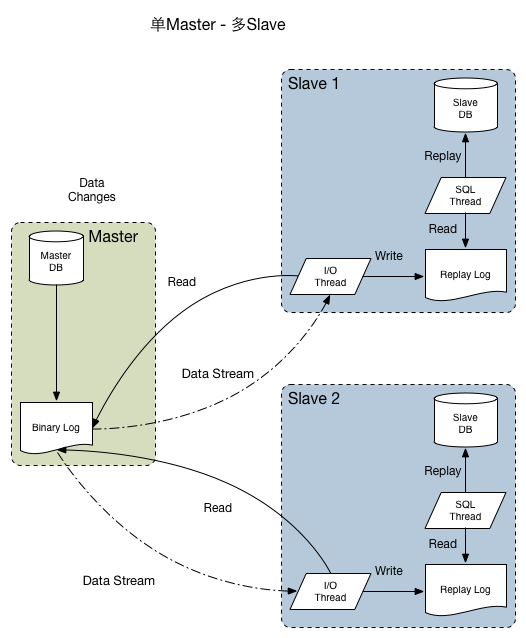 单Master - 多Slave
Slave 1
Slave
DB
Replay
SQL
Thread
Data
Changes
Read
Master
Master
DB
I/O
Thread
Write
Replay Log
Read
Data Stream
Binary Log
Slave 2
Slave
DB
Replay
SQL
Thread
Read
Read
Data Stream
I/O
Thread
Write
Replay Log